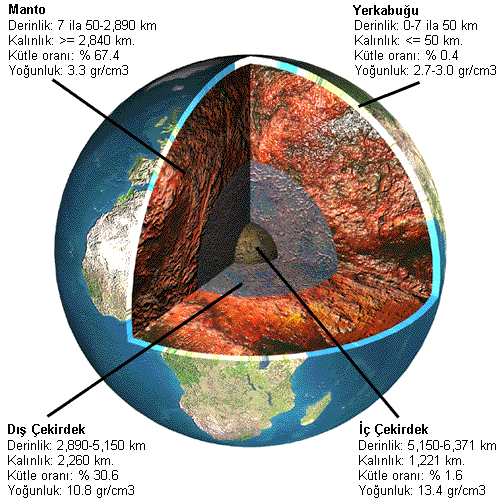 Manto
Derinlik: 7 ila 50-2,890 km
Kalınlık: >= 2,840 km.
Kütle oranı: % 67.4
Yoğunluk: 3.3 gr/cm3
Yerkabuğu
Derinlik: 0-7 ila 50 km
Kalınlık: <= 50 km.
Kütle oranı: % 0.4
Yoğunluk: 2.7-3.0 gr/cm3
Dış Çekirdek
Derinlik: 2,890-5,150 km
Kalınlık: 2,260 km.
Kütle oranı: % 30.6
Yoğunluk: 10.8 gr/cm3
İç Çekirdek
Derinlik: 5,150-6,371 km
Kalınlık: 1,221 km.
Kütle oranı: % 1.6
Yoğunluk: 13.4 gr/cm3